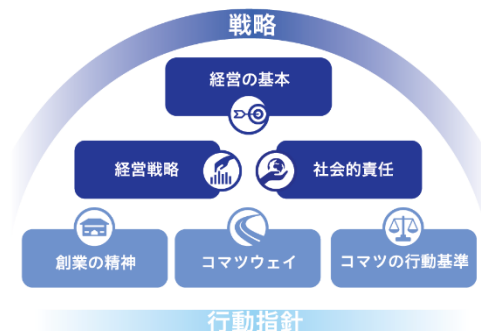 戦略
経営の基本
経営戦略
社会的責任
創業の精神
コマツウェイ
コマツの行動基準
行動指針